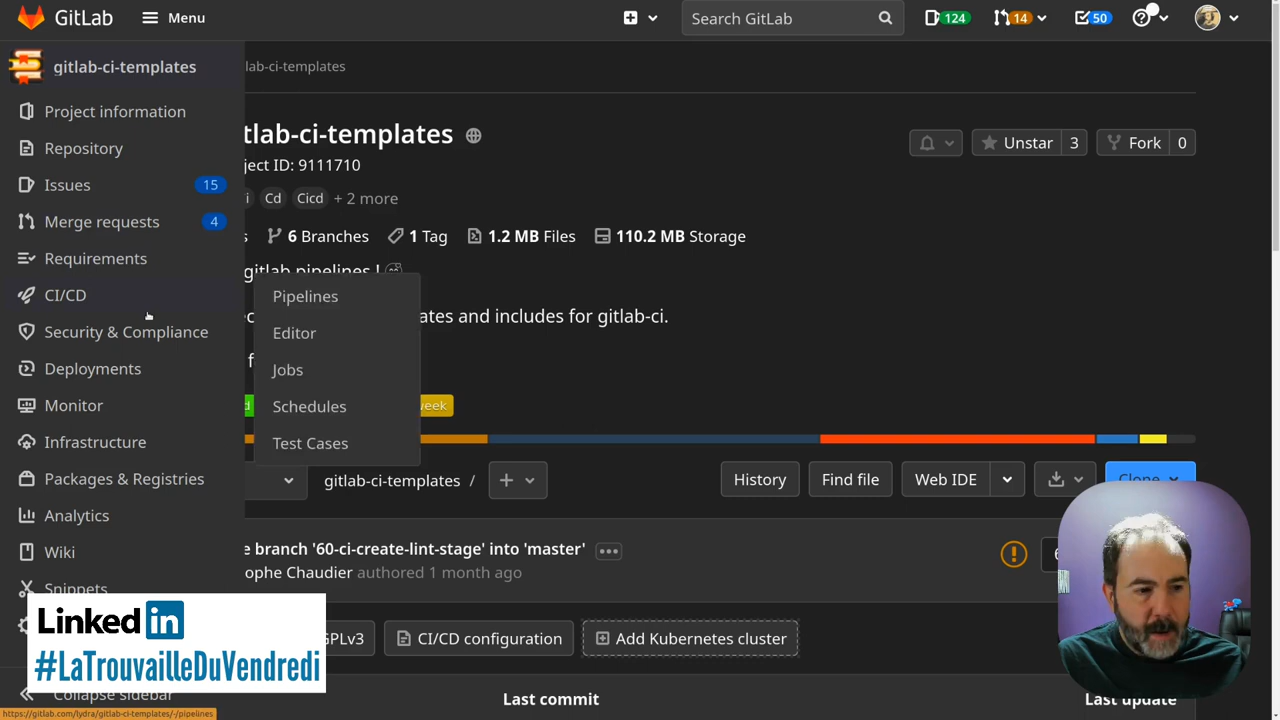 GitLab
Menu
Search GitLab
124
14
50
gitlab-ci-templates
lab-ci-templates
Project information
tlab-ci-templates
Unstar 3
Fork 0
Repository
ject ID: 9111710
Issues 15
i Cd Cicd + 2 more
Merge requests 4
s 6 Branches 1 Tag 1.2 MB Files 110.2 MB Storage
Requirements
gitlab pipelines !
CI/CD
Pipelines
ates and includes for gitlab-ci.
Security & Compliance
Editor
Deployments
Jobs
Monitor
Schedules
week
Infrastructure
Test Cases
Packages & Registries
gitlab-ci-templates / +
History
Find file
Web IDE
Clone
Analytics
Wiki
e branch '60-ci-create-lint-stage' into 'master'
ophe Chaudier authored 1 month ago
Snippets
LinkedIn
#LaTrouvailleDuVendredi
GPLv3
CI/CD configuration
Add Kubernetes cluster
Collapse sidebar
Last commit
Last update
https://gitlab.com/lydra/gitlab-ci-templates/-/pipelines